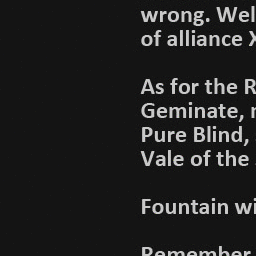 wrong. Wel
of alliance X
As for the R
Geminate,
Pure Blind,
Vale of the
Fountain wi
Remember